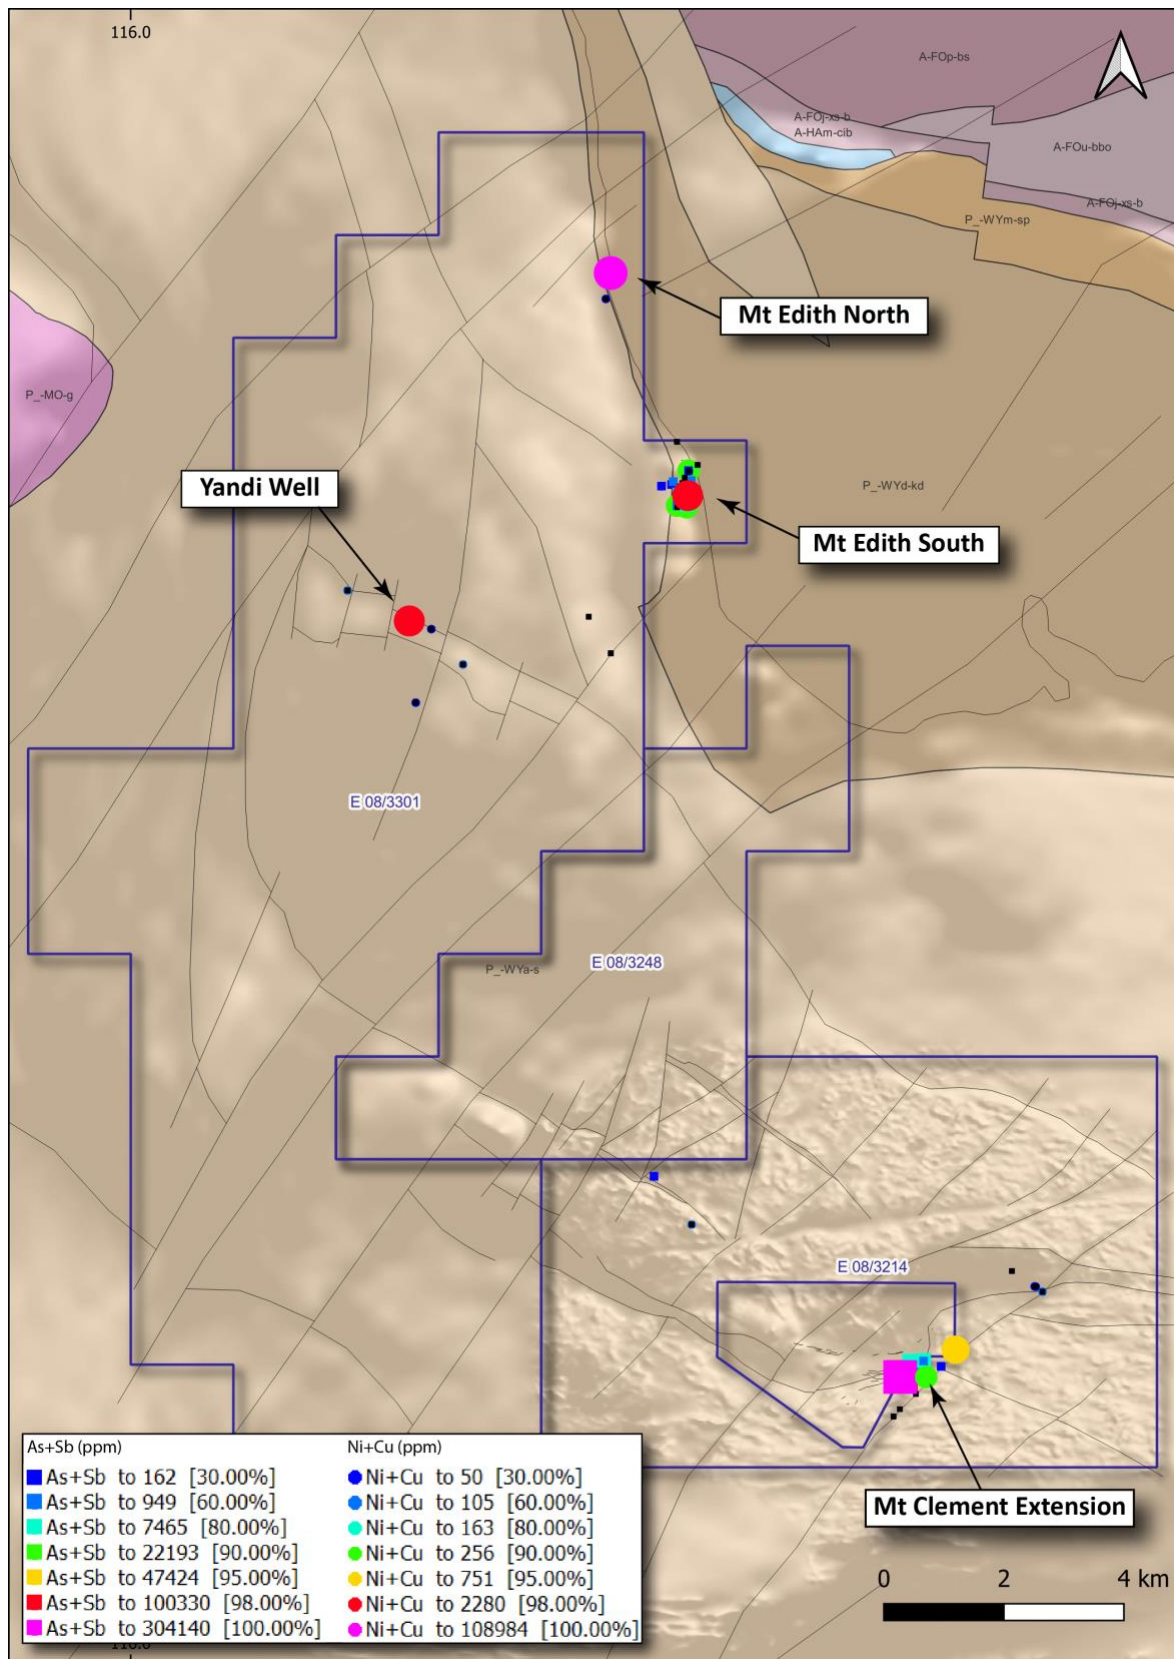 116.0
A-FOp-bs
A-FOj-xs-b
A-HAm-cib
A-FOu-bbo
A-FOj-xs-b
P_-WYm-sp
Mt Edith North
P_-MO-g
Yandi Well
P_-WYd-kd
Mt Edith South
E 08/3301
E 08/3248
P_-WYa-s
E 08/3214
As+Sb (ppm)
As+Sb to 162 [30.00%]
As+Sb to 949 [60.00%]
As+Sb to 7465 [80.00%]
As+Sb to 22193 [90.00%]
As+Sb to 47424 [95.00%]
As+Sb to 100330 [98.00%]
As+Sb to 304140 [100.00%]
Ni+Cu (ppm)
Ni+Cu to 50 [30.00%]
Ni+Cu to 105 [60.00%]
Ni+Cu to 163 [80.00%]
Ni+Cu to 256 [90.00%]
Ni+Cu to 751 [95.00%]
Ni+Cu to 2280 [98.00%]
Ni+Cu to 108984 [100.00%]
Mt Clement Extension
0 2 4 km